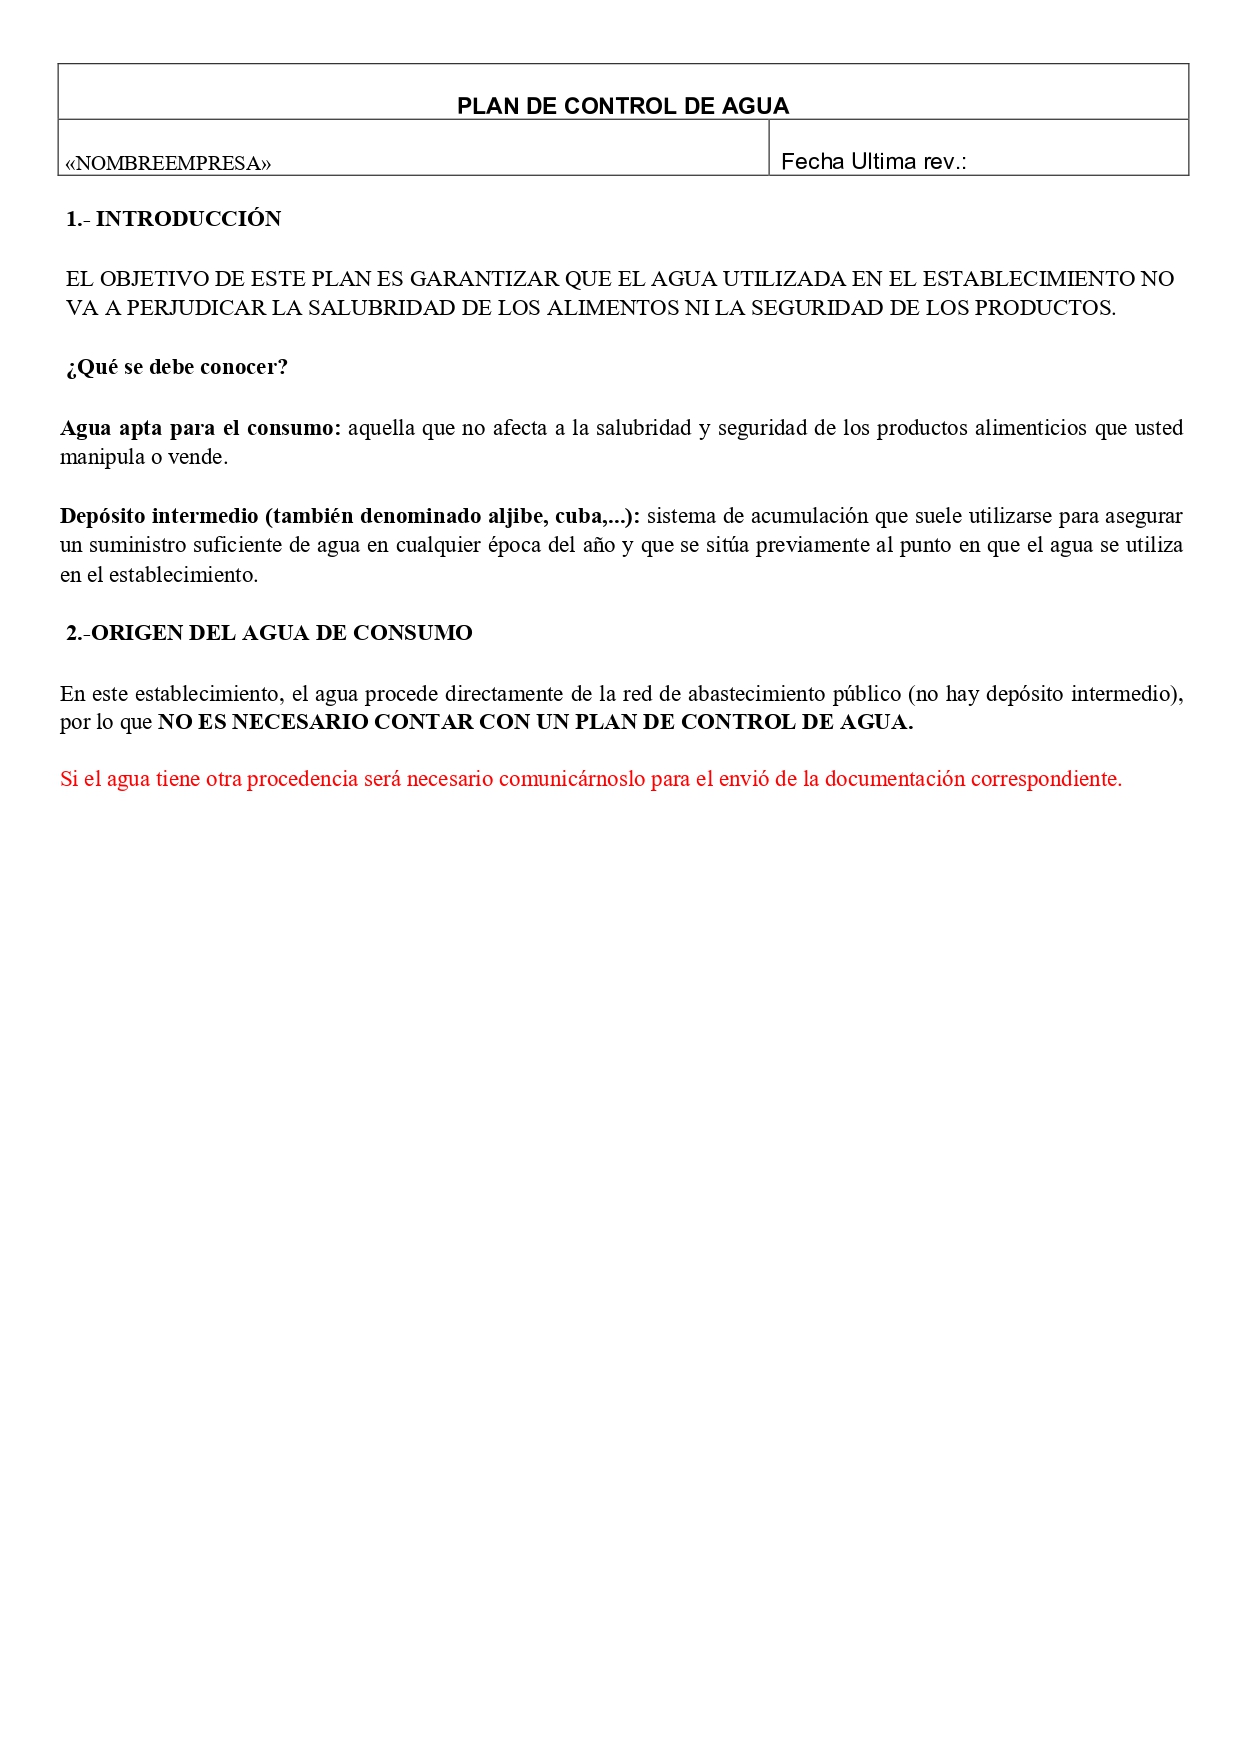 PLAN DE CONTROL DE AGUA
«NOMBREEMPRESA»
Fecha Ultima rev.:
1.- INTRODUCCIÓN
EL OBJETIVO DE ESTE PLAN ES GARANTIZAR QUE EL AGUA UTILIZADA EN EL ESTABLECIMIENTO NO
VA A PERJUDICAR LA SALUBRIDAD DE LOS ALIMENTOS NI LA SEGURIDAD DE LOS PRODUCTOS.
¿Qué se debe conocer?
Agua apta para el consumo: aquella que no afecta a la salubridad y seguridad de los productos alimenticios que usted
manipula o vende.
Depósito intermedio (también denominado aljibe, cuba,...): sistema de acumulación que suele utilizarse para asegurar
un suministro suficiente de agua en cualquier época del año y que se sitúa previamente al punto en que el agua se utiliza
en el establecimiento.
2.-ORIGEN DEL AGUA DE CONSUMO
En este establecimiento, el agua procede directamente de la red de abastecimiento público (no hay depósito intermedio),
por lo que NO ES NECESARIO CONTAR CON UN PLAN DE CONTROL DE AGUA.
Si el agua tiene otra procedencia será necesario comunicárnoslo para el envió de la documentación correspondiente.